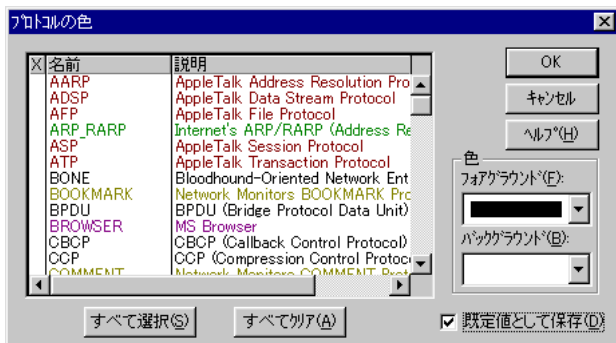 ﾌﾟﾛﾄｺﾙの色
X 名前 説明
AARP AppleTalk Address Resolution Pro
ADSP AppleTalk Data Stream Protocol
AFP AppleTalk File Protocol
ARP_RARP Internet's ARP/RARP (Address Re
ASP AppleTalk Session Protocol
ATP AppleTalk Transaction Protocol
BONE Bloodhound-Oriented Network Ent
BOOKMARK Network Monitors BOOKMARK Pro
BPDU BPDU (Bridge Protocol Data Unit)
BROWSER MS Browser
CBCP CBCP (Callback Control Protocol)
CCP CCP (Compression Control Protoc
COMMENT Network Monitors COMMENT Prot
OK
ｷｬﾝｾﾙ
ﾍﾙﾌﾟ(H)
色
ﾌｫｱｸﾞﾗｳﾝﾄﾞ(F):
ﾊﾞｯｸｸﾞﾗｳﾝﾄﾞ(B):
すべて選択(S)
すべてｸﾘｱ(A)
既定値として保存(D)